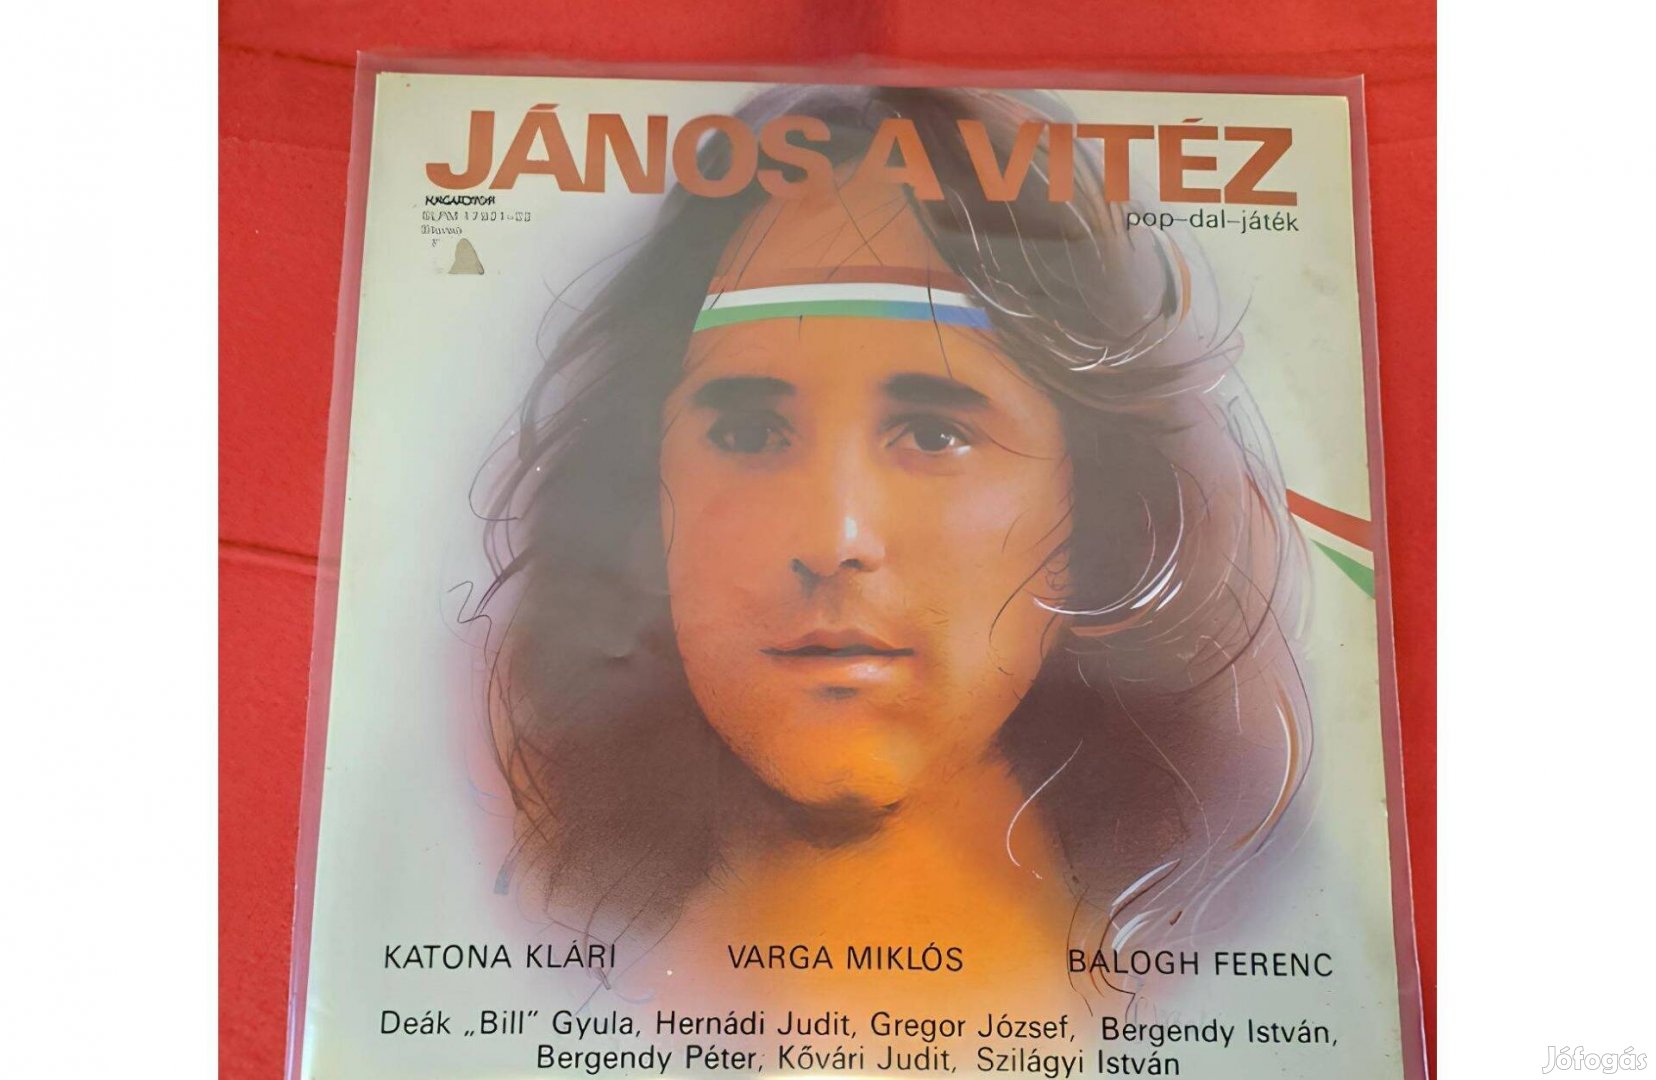 JÁNOS A VITÉZ
pop-dal-játék
KATONA KLÁRI VARGA MIKLÓS BALOGH FERENC
Deák „Bill” Gyula, Hernádi Judit, Gregor József, Bergendy István,
Bergendy Péter, Kővári Judit, Szilágyi István
Jófogás